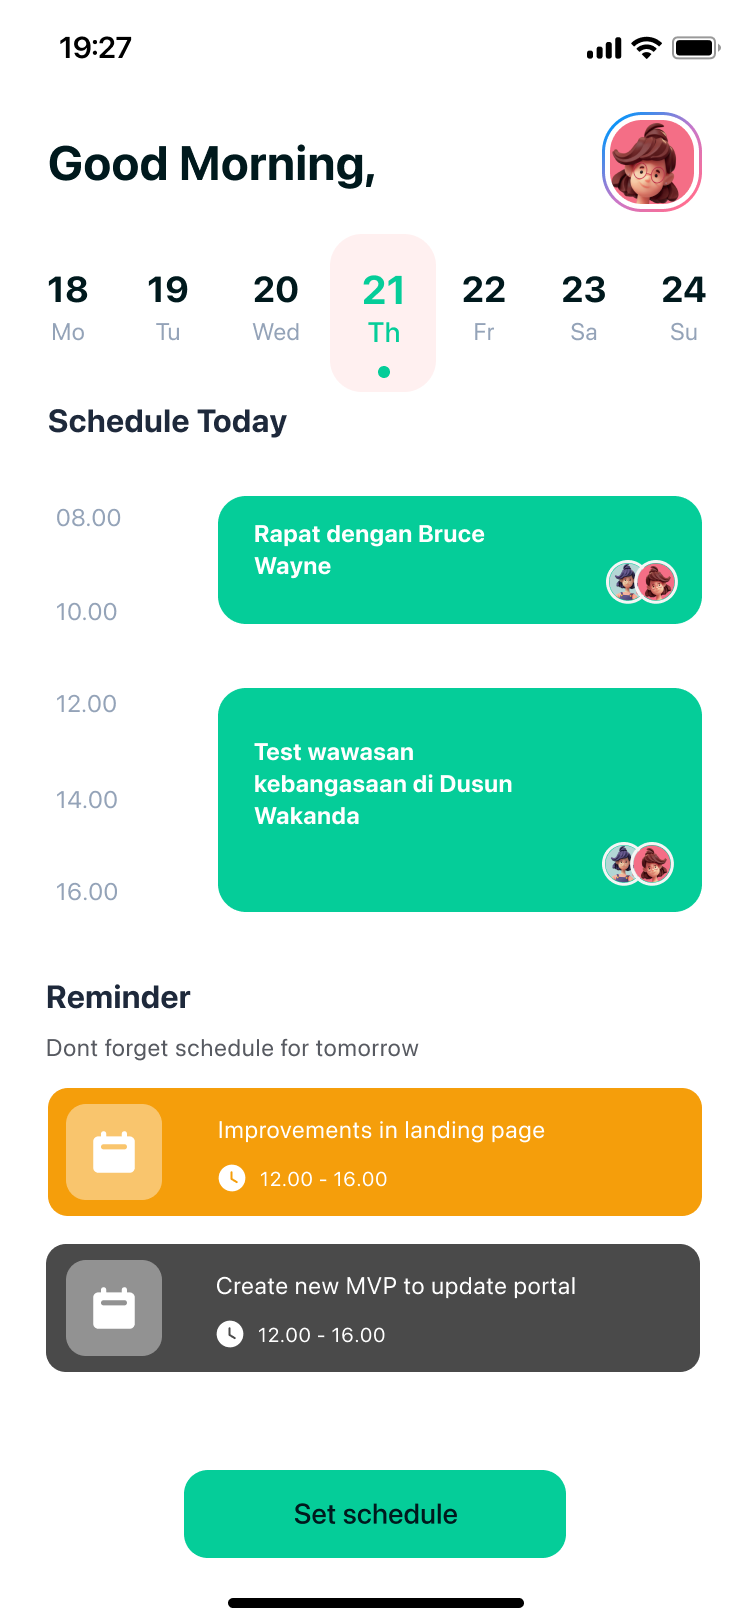 19:27
Good Morning,
18 19 20 21 22 23 24
Mo Tu Wed Th Fr Sa Su
Schedule Today
08.00
Rapat dengan Bruce
Wayne
10.00
12.00
Test wawasan
kebangasaan di Dusun
Wakanda
14.00
16.00
Reminder
Dont forget schedule for tomorrow
Improvements in landing page
12.00 - 16.00
Create new MVP to update portal
12.00 - 16.00
Set schedule